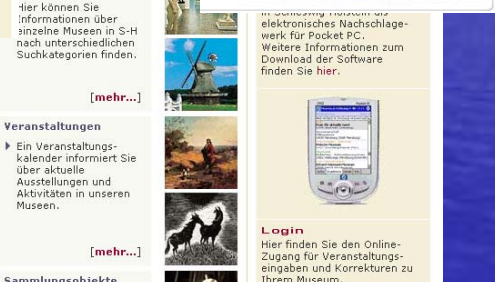 Hier können Sie
Informationen über
einzelne Museen in S-H
nach unterschiedlichen
Suchkategorien finden.
[mehr...]
Veranstaltungen
Ein Veranstaltungs-
kalender informiert Sie
über aktuelle
Ausstellungen und
Aktivitäten in unseren
Museen.
[mehr...]
Sammlungsobjekte
in Schleswig-Holstein als
elektronisches Nachschlage-
werk für Pocket PC.
Weitere Informationen zum
Download der Software
finden Sie hier.
Login
Hier finden Sie den Online-
Zugang für Veranstaltungs-
eingaben und Korrekturen zu
Ihrem Museum.